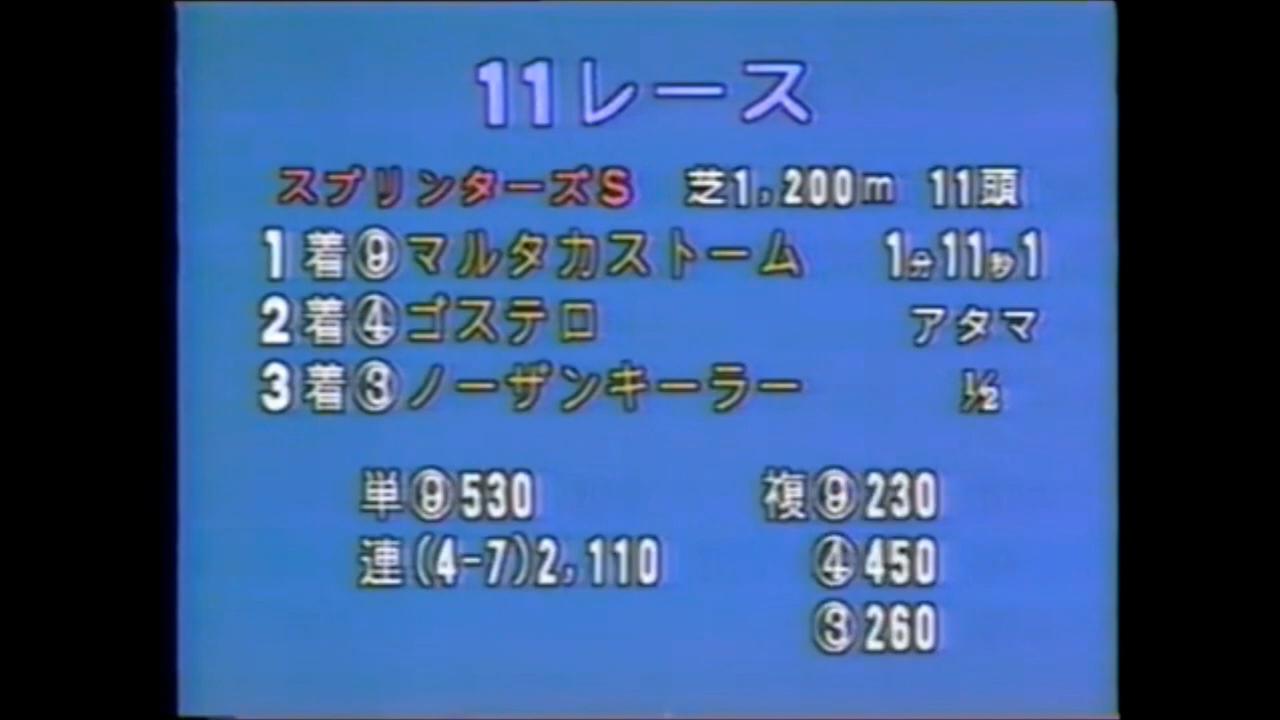 11レース
スプリンターズS 芝1,200m 11頭
1着⑨マルタカストーム 1分11秒1
2着④ゴステロ アタマ
3着③ノーザンキーラー ½
単⑨530 複⑨230
連(4-7)2,110 ④450
③260